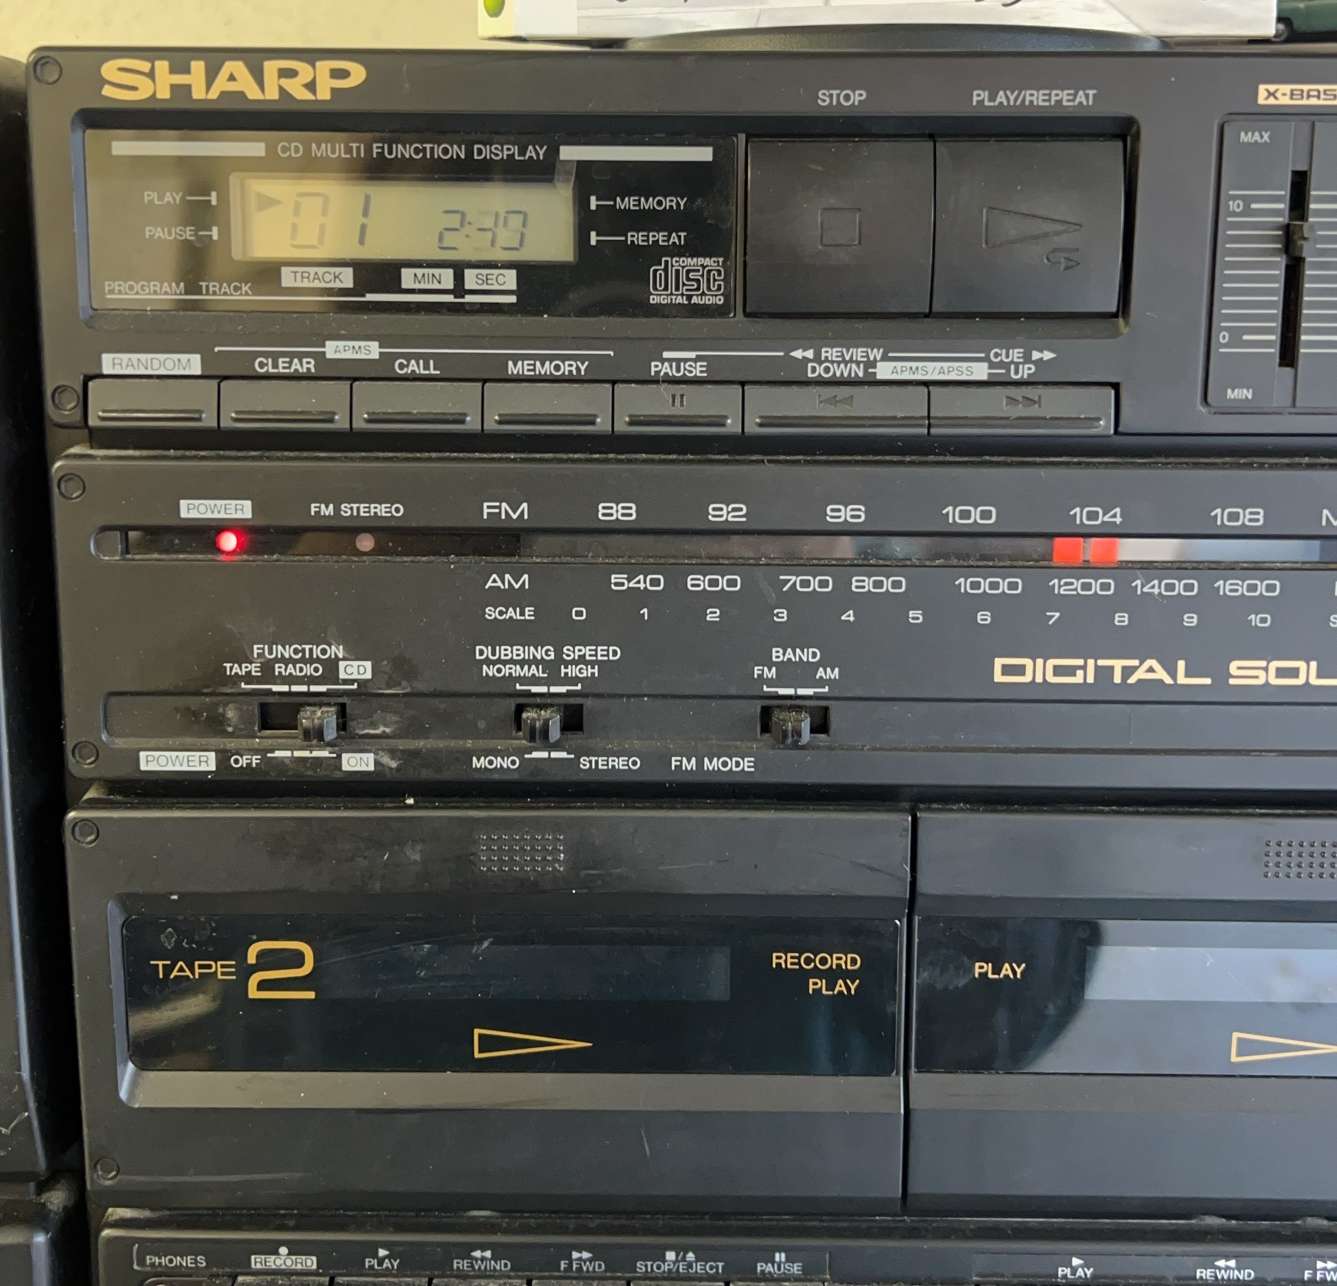 SHARP
STOP PLAY/REPEAT
CD MULTI FUNCTION DISPLAY
MAX
PLAY
MEMORY
10
01 2:49
PAUSE
REPEAT
TRACK MIN SEC
COMPACT
disc
DIGITAL AUDIO
PROGRAM TRACK
0
MIN
APMS
REVIEW CUE
RANDOM CLEAR CALL MEMORY PAUSE DOWN APMS/APSS UP
POWER FM STEREO FM 88 92 96 100 104 108
AM 540 600 700 800 1000 1200 1400 1600
SCALE 0 1 2 3 4 5 6 7 8 9 10
FUNCTION DUBBING SPEED BAND
TAPE RADIO CD NORMAL HIGH FM AM
DIGITAL
POWER OFF ON MONO STEREO FM MODE
TAPE 2
RECORD
PLAY
PLAY
PHONES RECORD PLAY REWIND F FWD STOP/EJECT PAUSE PLAY REWIND